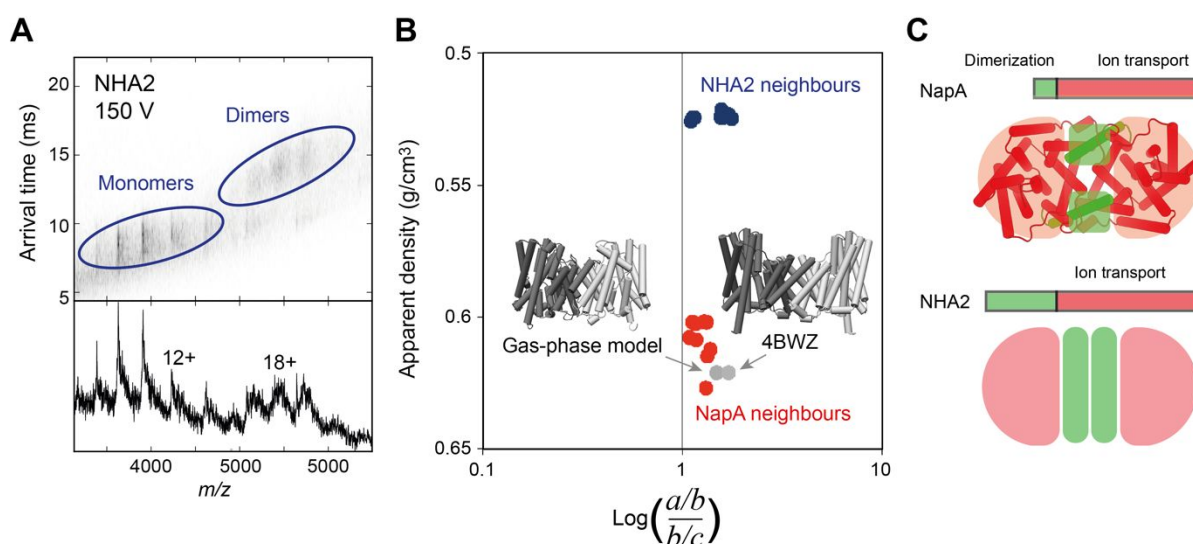 A
20
15
10
5
Arrival time (ms)
NHA2
150 V
Dimers
Monomers
12+
18+
4000
5000
5000
m/z
B
0.5
0.55
0.6
0.65
Apparent density (g/cm³)
NHA2 neighbours
Gas-phase model
4BWZ
NapA neighbours
0.1
1
10
Log(a/b / b/c)
C
Dimerization
Ion transport
NapA
Ion transport
NHA2